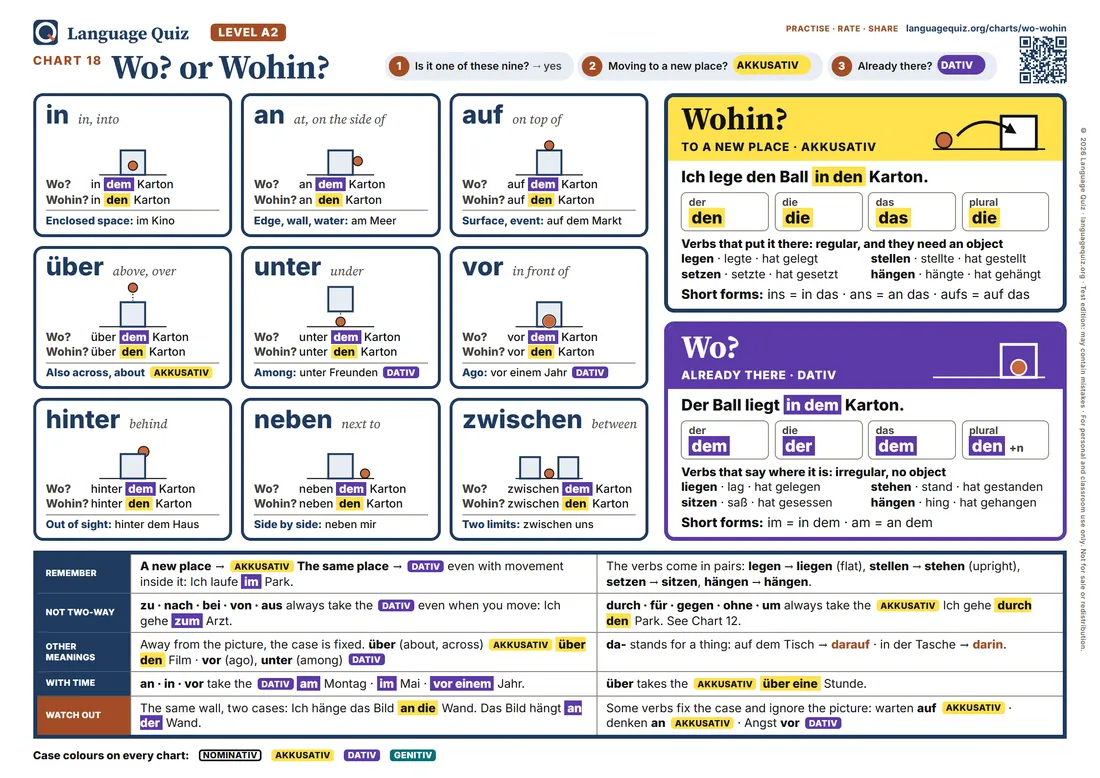 Language Quiz LEVEL A2
PRACTISE · RATE · SHARE languagequiz.org/charts/wo-wohin
CHART 18 Wo? or Wohin?
1 Is it one of these nine? → yes
2 Moving to a new place? AKKUSATIV
3 Already there? DATIV
in in, into
Wo? in dem Karton
Wohin? in den Karton
Enclosed space: im Kino
an at, on the side of
Wo? an dem Karton
Wohin? an den Karton
Edge, wall, water: am Meer
auf on top of
Wo? auf dem Karton
Wohin? auf den Karton
Surface, event: auf dem Markt
über above, over
Wo? über dem Karton
Wohin? über den Karton
Also across, about AKKUSATIV
unter under
Wo? unter dem Karton
Wohin? unter den Karton
Among: unter Freunden DATIV
vor in front of
Wo? vor dem Karton
Wohin? vor den Karton
Ago: vor einem Jahr DATIV
hinter behind
Wo? hinter dem Karton
Wohin? hinter den Karton
Out of sight: hinter dem Haus
neben next to
Wo? neben dem Karton
Wohin? neben den Karton
Side by side: neben mir
zwischen between
Wo? zwischen dem Karton
Wohin? zwischen den Karton
Two limits: zwischen uns
Wohin?
TO A NEW PLACE · AKKUSATIV
Ich lege den Ball in den Karton.
der die das plural
den die das die
Verbs that put it there: regular, and they need an object
legen · legte · hat gelegt stellen · stellte · hat gestellt
setzen · setzte · hat gesetzt hängen · hängte · hat gehängt
Short forms: ins = in das · ans = an das · aufs = auf das
Wo?
ALREADY THERE · DATIV
Der Ball liegt in dem Karton.
der die das plural
dem der dem den +n
Verbs that say where it is: irregular, no object
liegen · lag · hat gelegen stehen · stand · hat gestanden
sitzen · saß · hat gesessen hängen · hing · hat gehangen
Short forms: im = in dem · am = an dem
REMEMBER
A new place → AKKUSATIV The same place → DATIV even with movement
inside it: Ich laufe im Park.
The verbs come in pairs: legen → liegen (flat), stellen → stehen (upright),
setzen → sitzen, hängen → hängen.
NOT TWO-WAY
zu · nach · bei · von · aus always take the DATIV even when you move: Ich
gehe zum Arzt.
durch · für · gegen · ohne · um always take the AKKUSATIV Ich gehe durch
den Park. See Chart 12.
OTHER
MEANINGS
Away from the picture, the case is fixed. über (about, across) AKKUSATIV über
den Film · vor (ago), unter (among) DATIV
da- stands for a thing: auf dem Tisch → darauf · in der Tasche → darin.
WITH TIME
an · in · vor take the DATIV am Montag · im Mai · vor einem Jahr.
über takes the AKKUSATIV über eine Stunde.
WATCH OUT
The same wall, two cases: Ich hänge das Bild an die Wand. Das Bild hängt an
der Wand.
Some verbs fix the case and ignore the picture: warten auf AKKUSATIV ·
denken an AKKUSATIV · Angst vor DATIV
Case colours on every chart: NOMINATIV AKKUSATIV DATIV GENITIV
© 2026 Language Quiz · languagequiz.org · Test edition: may contain mistakes · For personal and classroom use only. Not for sale or redistribution.